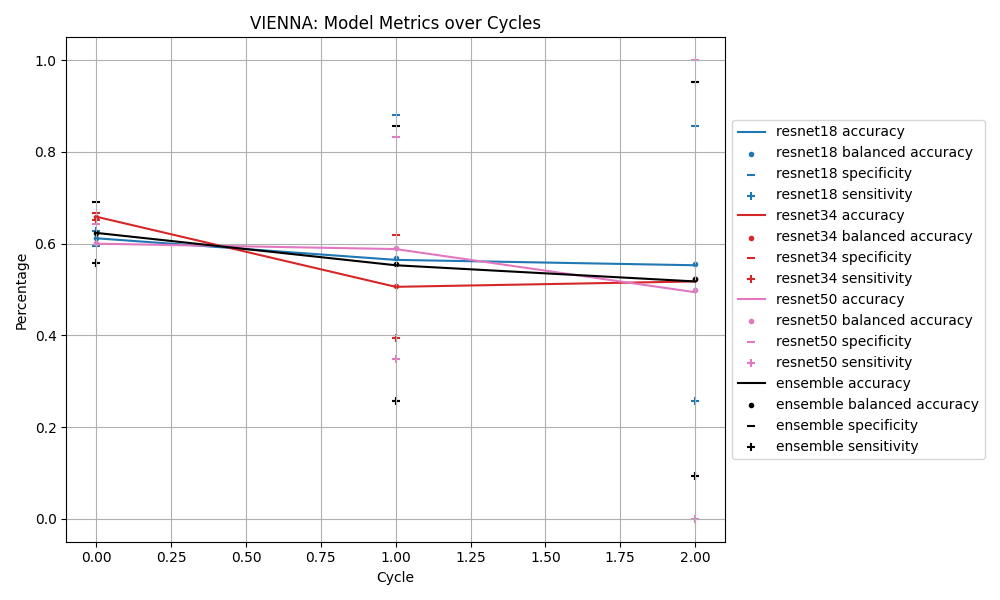 VIENNA: Model Metrics over Cycles
Percentage
1.0
0.8
0.6
0.4
0.2
0.0
0.00
0.25
0.50
0.75
1.00
1.25
1.50
1.75
2.00
Cycle
resnet18 accuracy
resnet18 balanced accuracy
resnet18 specificity
resnet18 sensitivity
resnet34 accuracy
resnet34 balanced accuracy
resnet34 specificity
resnet34 sensitivity
resnet50 accuracy
resnet50 balanced accuracy
resnet50 specificity
resnet50 sensitivity
ensemble accuracy
ensemble balanced accuracy
ensemble specificity
ensemble sensitivity